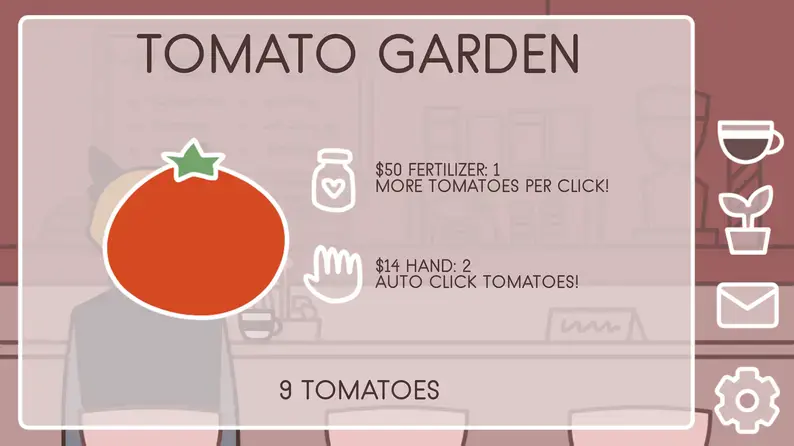 TOMATO GARDEN
$50 FERTILIZER: 1
MORE TOMATOES PER CLICK!
$14 HAND: 2
AUTO CLICK TOMATOES!
9 TOMATOES